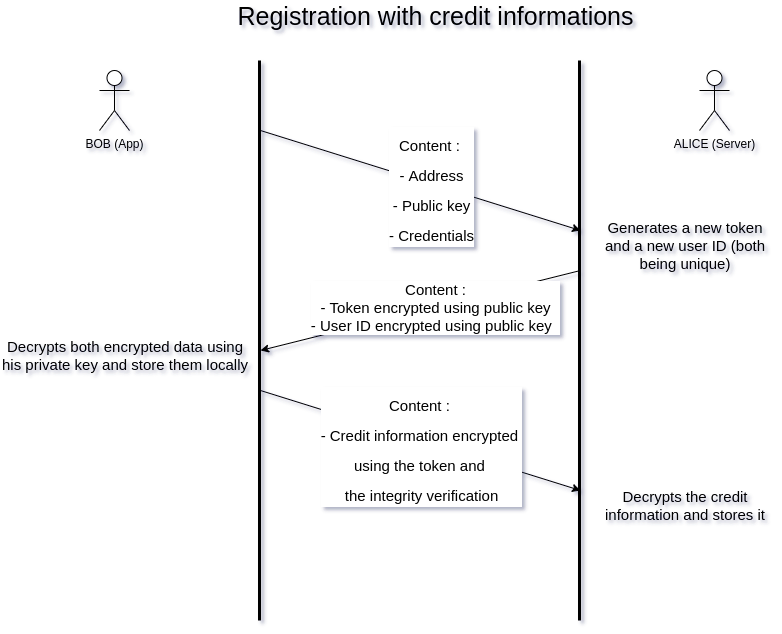 Registration with credit informations
BOB (App)
ALICE (Server)
Content :
- Address
- Public key
- Credentials
Generates a new token
and a new user ID (both
being unique)
Content :
- Token encrypted using public key
- User ID encrypted using public key
Decrypts both encrypted data using
his private key and store them locally
Content :
- Credit information encrypted
using the token and
the integrity verification
Decrypts the credit
information and stores it